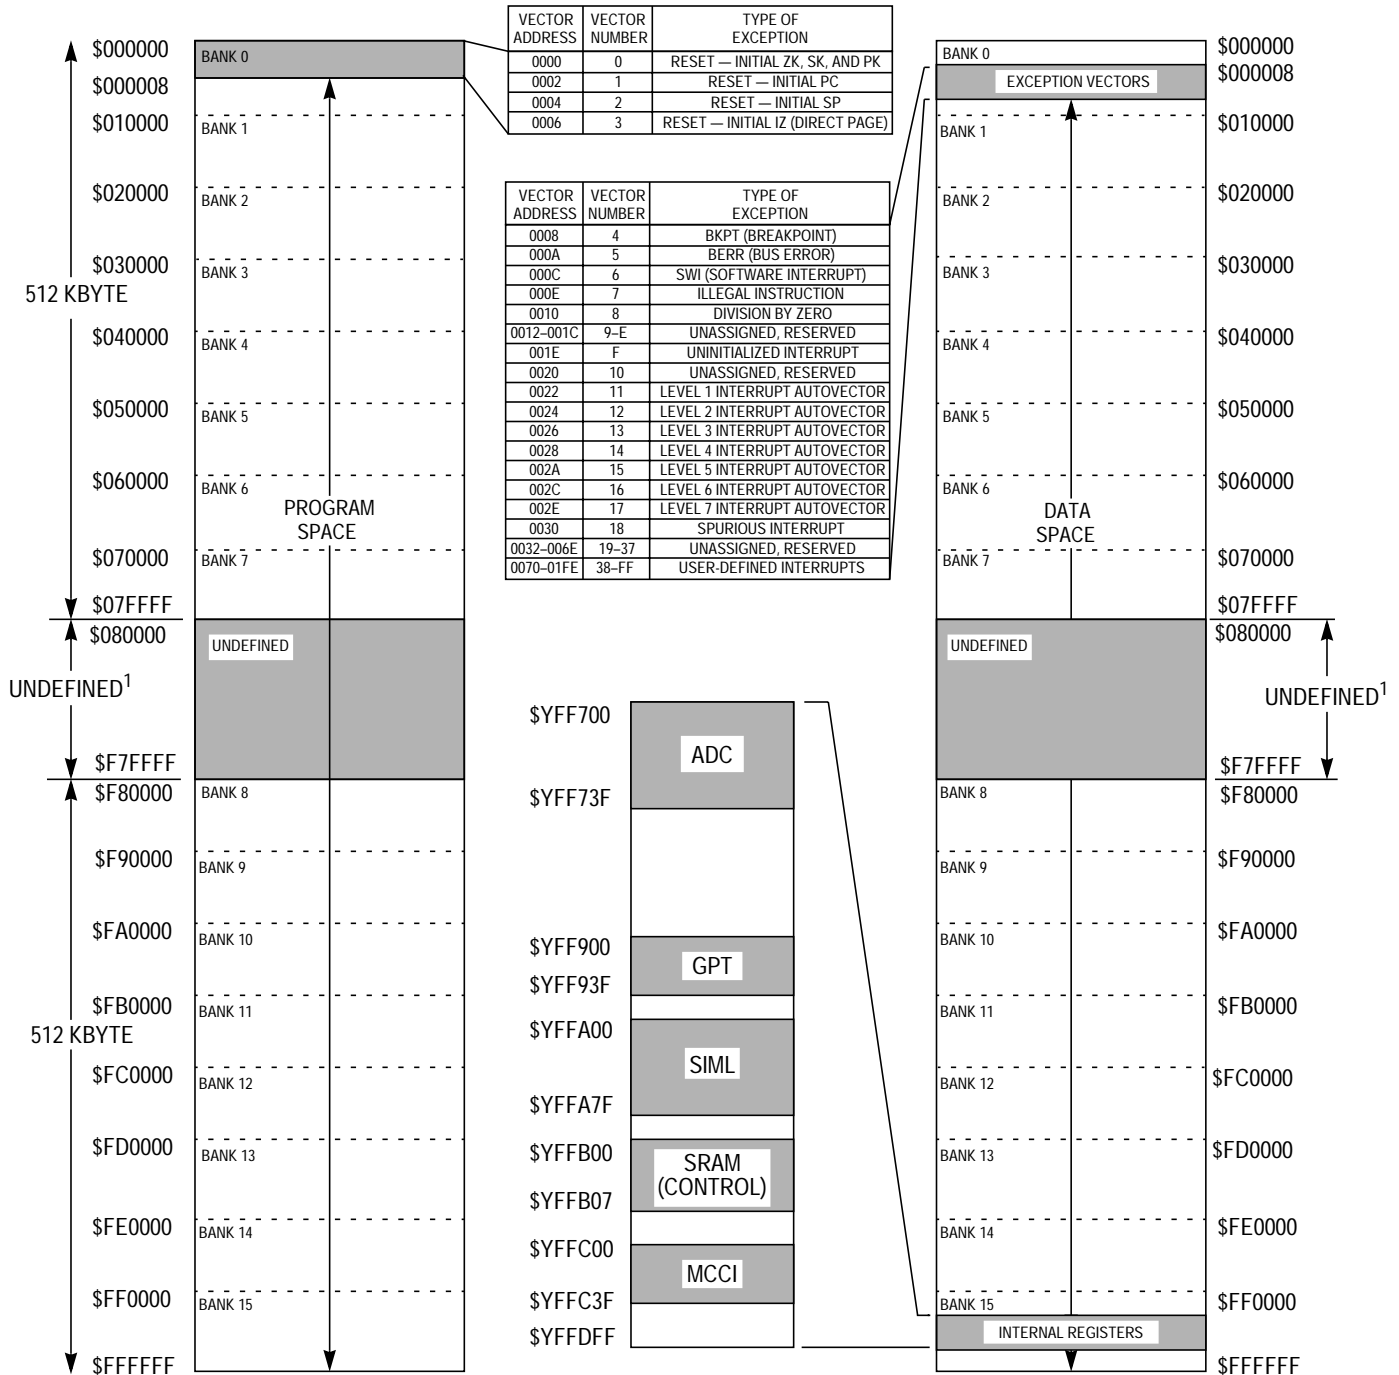 VECTOR ADDRESS VECTOR NUMBER TYPE OF EXCEPTION
0000 0 RESET — INITIAL ZK, SK, AND PK
0002 1 RESET — INITIAL PC
0004 2 RESET — INITIAL SP
0006 3 RESET — INITIAL IZ (DIRECT PAGE)
VECTOR ADDRESS VECTOR NUMBER TYPE OF EXCEPTION
0008 4 BKPT (BREAKPOINT)
000A 5 BERR (BUS ERROR)
000C 6 SWI (SOFTWARE INTERRUPT)
000E 7 ILLEGAL INSTRUCTION
0010 8 DIVISION BY ZERO
0012–001C 9–E UNASSIGNED, RESERVED
001E F UNINITIALIZED INTERRUPT
0020 10 UNASSIGNED, RESERVED
0022 11 LEVEL 1 INTERRUPT AUTOVECTOR
0024 12 LEVEL 2 INTERRUPT AUTOVECTOR
0026 13 LEVEL 3 INTERRUPT AUTOVECTOR
0028 14 LEVEL 4 INTERRUPT AUTOVECTOR
002A 15 LEVEL 5 INTERRUPT AUTOVECTOR
002C 16 LEVEL 6 INTERRUPT AUTOVECTOR
002E 17 LEVEL 7 INTERRUPT AUTOVECTOR
0030 18 SPURIOUS INTERRUPT
0032–006E 19–37 UNASSIGNED, RESERVED
0070–01FE 38–FF USER-DEFINED INTERRUPTS
$000000 BANK 0
$000008
$010000 BANK 1
$020000 BANK 2
$030000 BANK 3
512 KBYTE
$040000 BANK 4
$050000 BANK 5
$060000 BANK 6
PROGRAM
SPACE
$070000 BANK 7
$07FFFF
$080000
UNDEFINED
UNDEFINED1
$F7FFFF
$F80000 BANK 8
$F90000 BANK 9
$FA0000 BANK 10
$FB0000 BANK 11
512 KBYTE
$FC0000 BANK 12
$FD0000 BANK 13
$FE0000 BANK 14
$FF0000 BANK 15
$FFFFFF
$YFF700
ADC
$YFF73F
$YFF900
GPT
$YFF93F
$YFFA00
SIML
$YFFA7F
$YFFB00
SRAM
(CONTROL)
$YFFB07
$YFFC00
MCCI
$YFFC3F
$YFFDFF
BANK 0 $000000
EXCEPTION VECTORS $000008
BANK 1 $010000
BANK 2 $020000
BANK 3 $030000
BANK 4 $040000
BANK 5 $050000
BANK 6 $060000
DATA
SPACE
BANK 7 $070000
$07FFFF
$080000
UNDEFINED
UNDEFINED1
$F7FFFF
BANK 8 $F80000
BANK 9 $F90000
BANK 10 $FA0000
BANK 11 $FB0000
BANK 12 $FC0000
BANK 13 $FD0000
BANK 14 $FE0000
BANK 15 $FF0000
INTERNAL REGISTERS
$FFFFFF